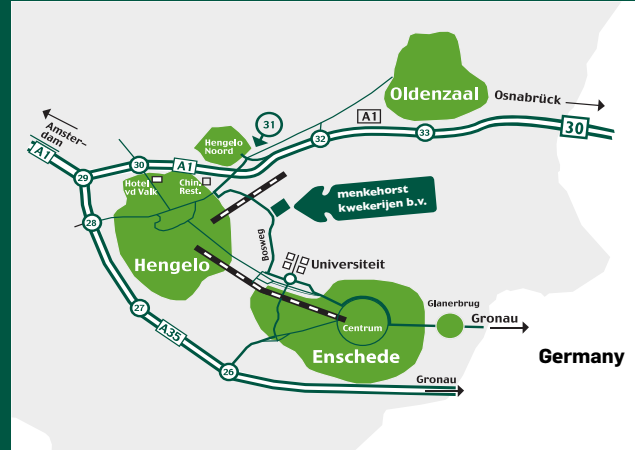 Oldenzaal
Osnabrück
A1
31
30
32
33
Hengelo
Noord
Amster-
dam
A1
30
A1
29
Hotel
vd Valk
Chin.
Rest.
menkehorst
kwekerijen b.v.
28
Bosweg
Hengelo
Universiteit
27
Glanerbrug
Gronau
A35
Centrum
Enschede
Germany
26
Gronau